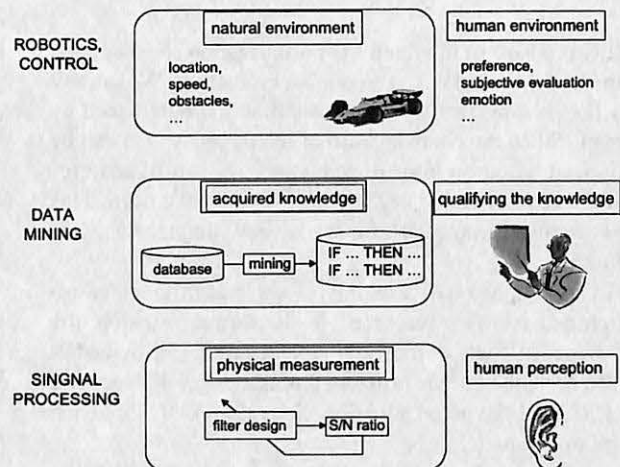 ROBOTICS,
CONTROL
natural environment
location,
speed,
obstacles,
...
human environment
preference,
subjective evaluation
emotion
...
DATA
MINING
acquired knowledge
database
mining
IF ... THEN ...
IF ... THEN ...
qualifying the knowledge
SINGNAL
PROCESSING
physical measurement
filter design
S/N ratio
human perception